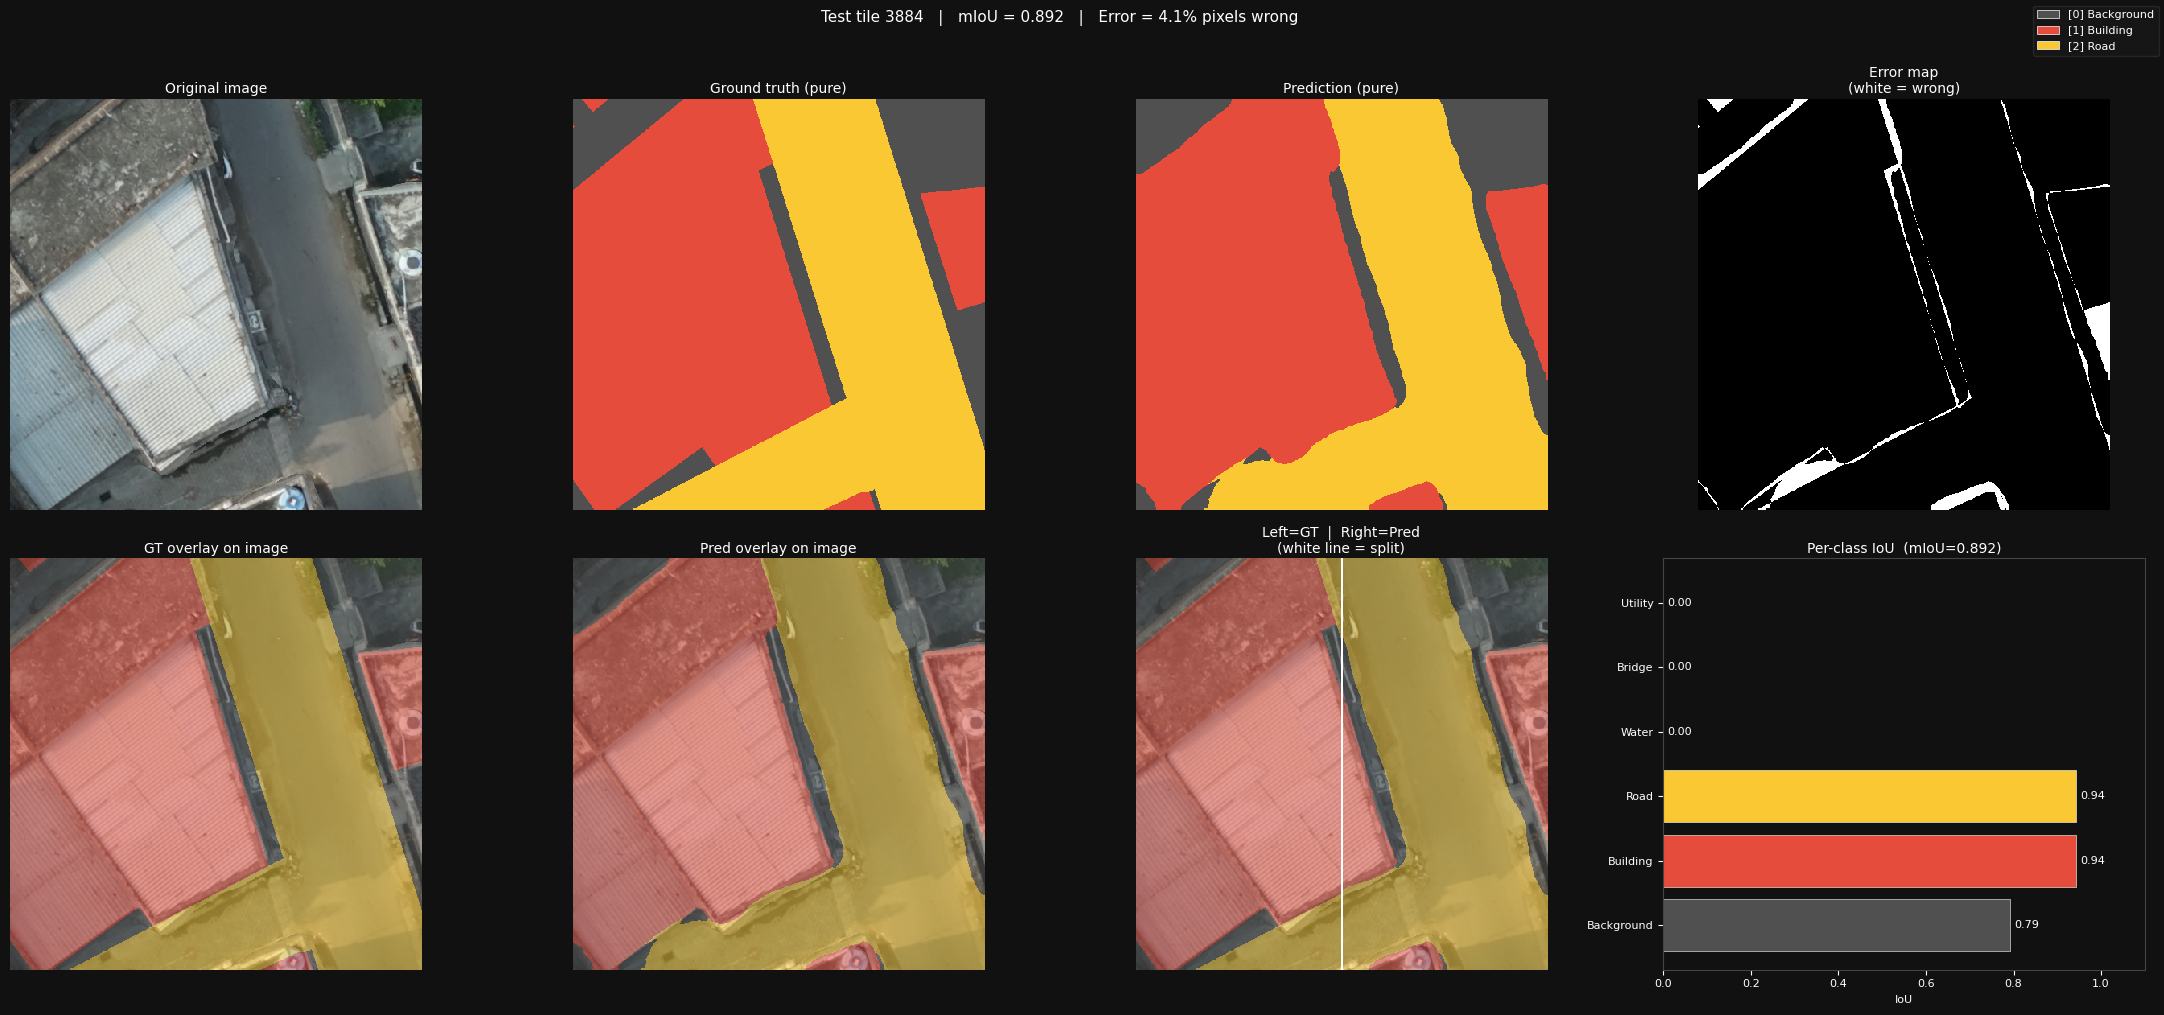 Test tile 3884   |   mIoU = 0.892   |   Error = 4.1% pixels wrong
[0] Background
[1] Building
[2] Road
Original image
Ground truth (pure)
Prediction (pure)
Error map
(white = wrong)
GT overlay on image
Pred overlay on image
Left=GT  |  Right=Pred
(white line = split)
Per-class IoU  (mIoU=0.892)
Utility 0.00
Bridge 0.00
Water 0.00
Road 0.94
Building 0.94
Background 0.79
0.0 0.2 0.4 0.6 0.8 1.0
IoU